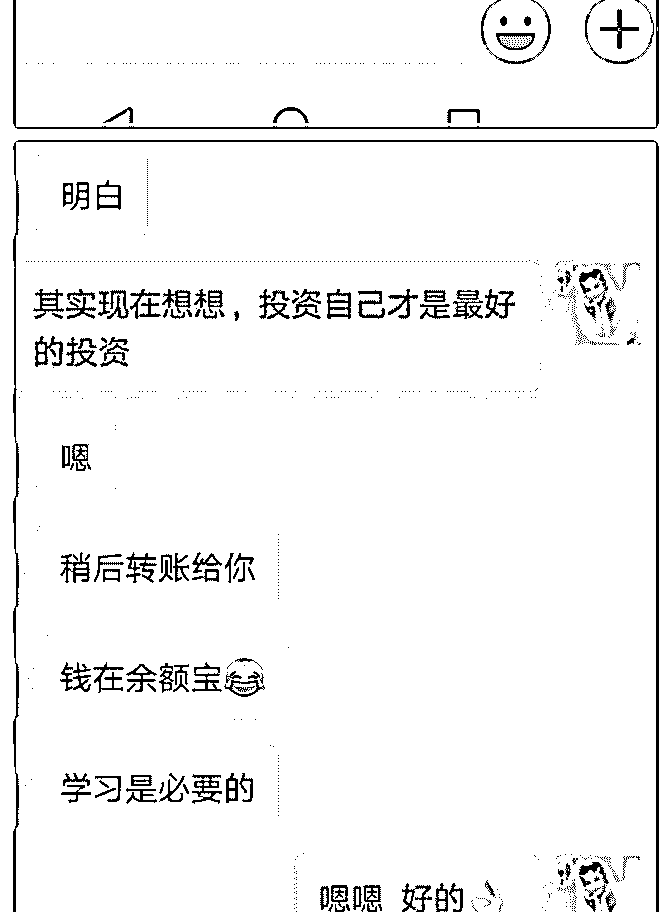 明白
其实现在想想，投资自己才是最好
的投资
嗯
稍后转账给你
钱在余额宝😂
学习是必要的
嗯嗯 好的👌